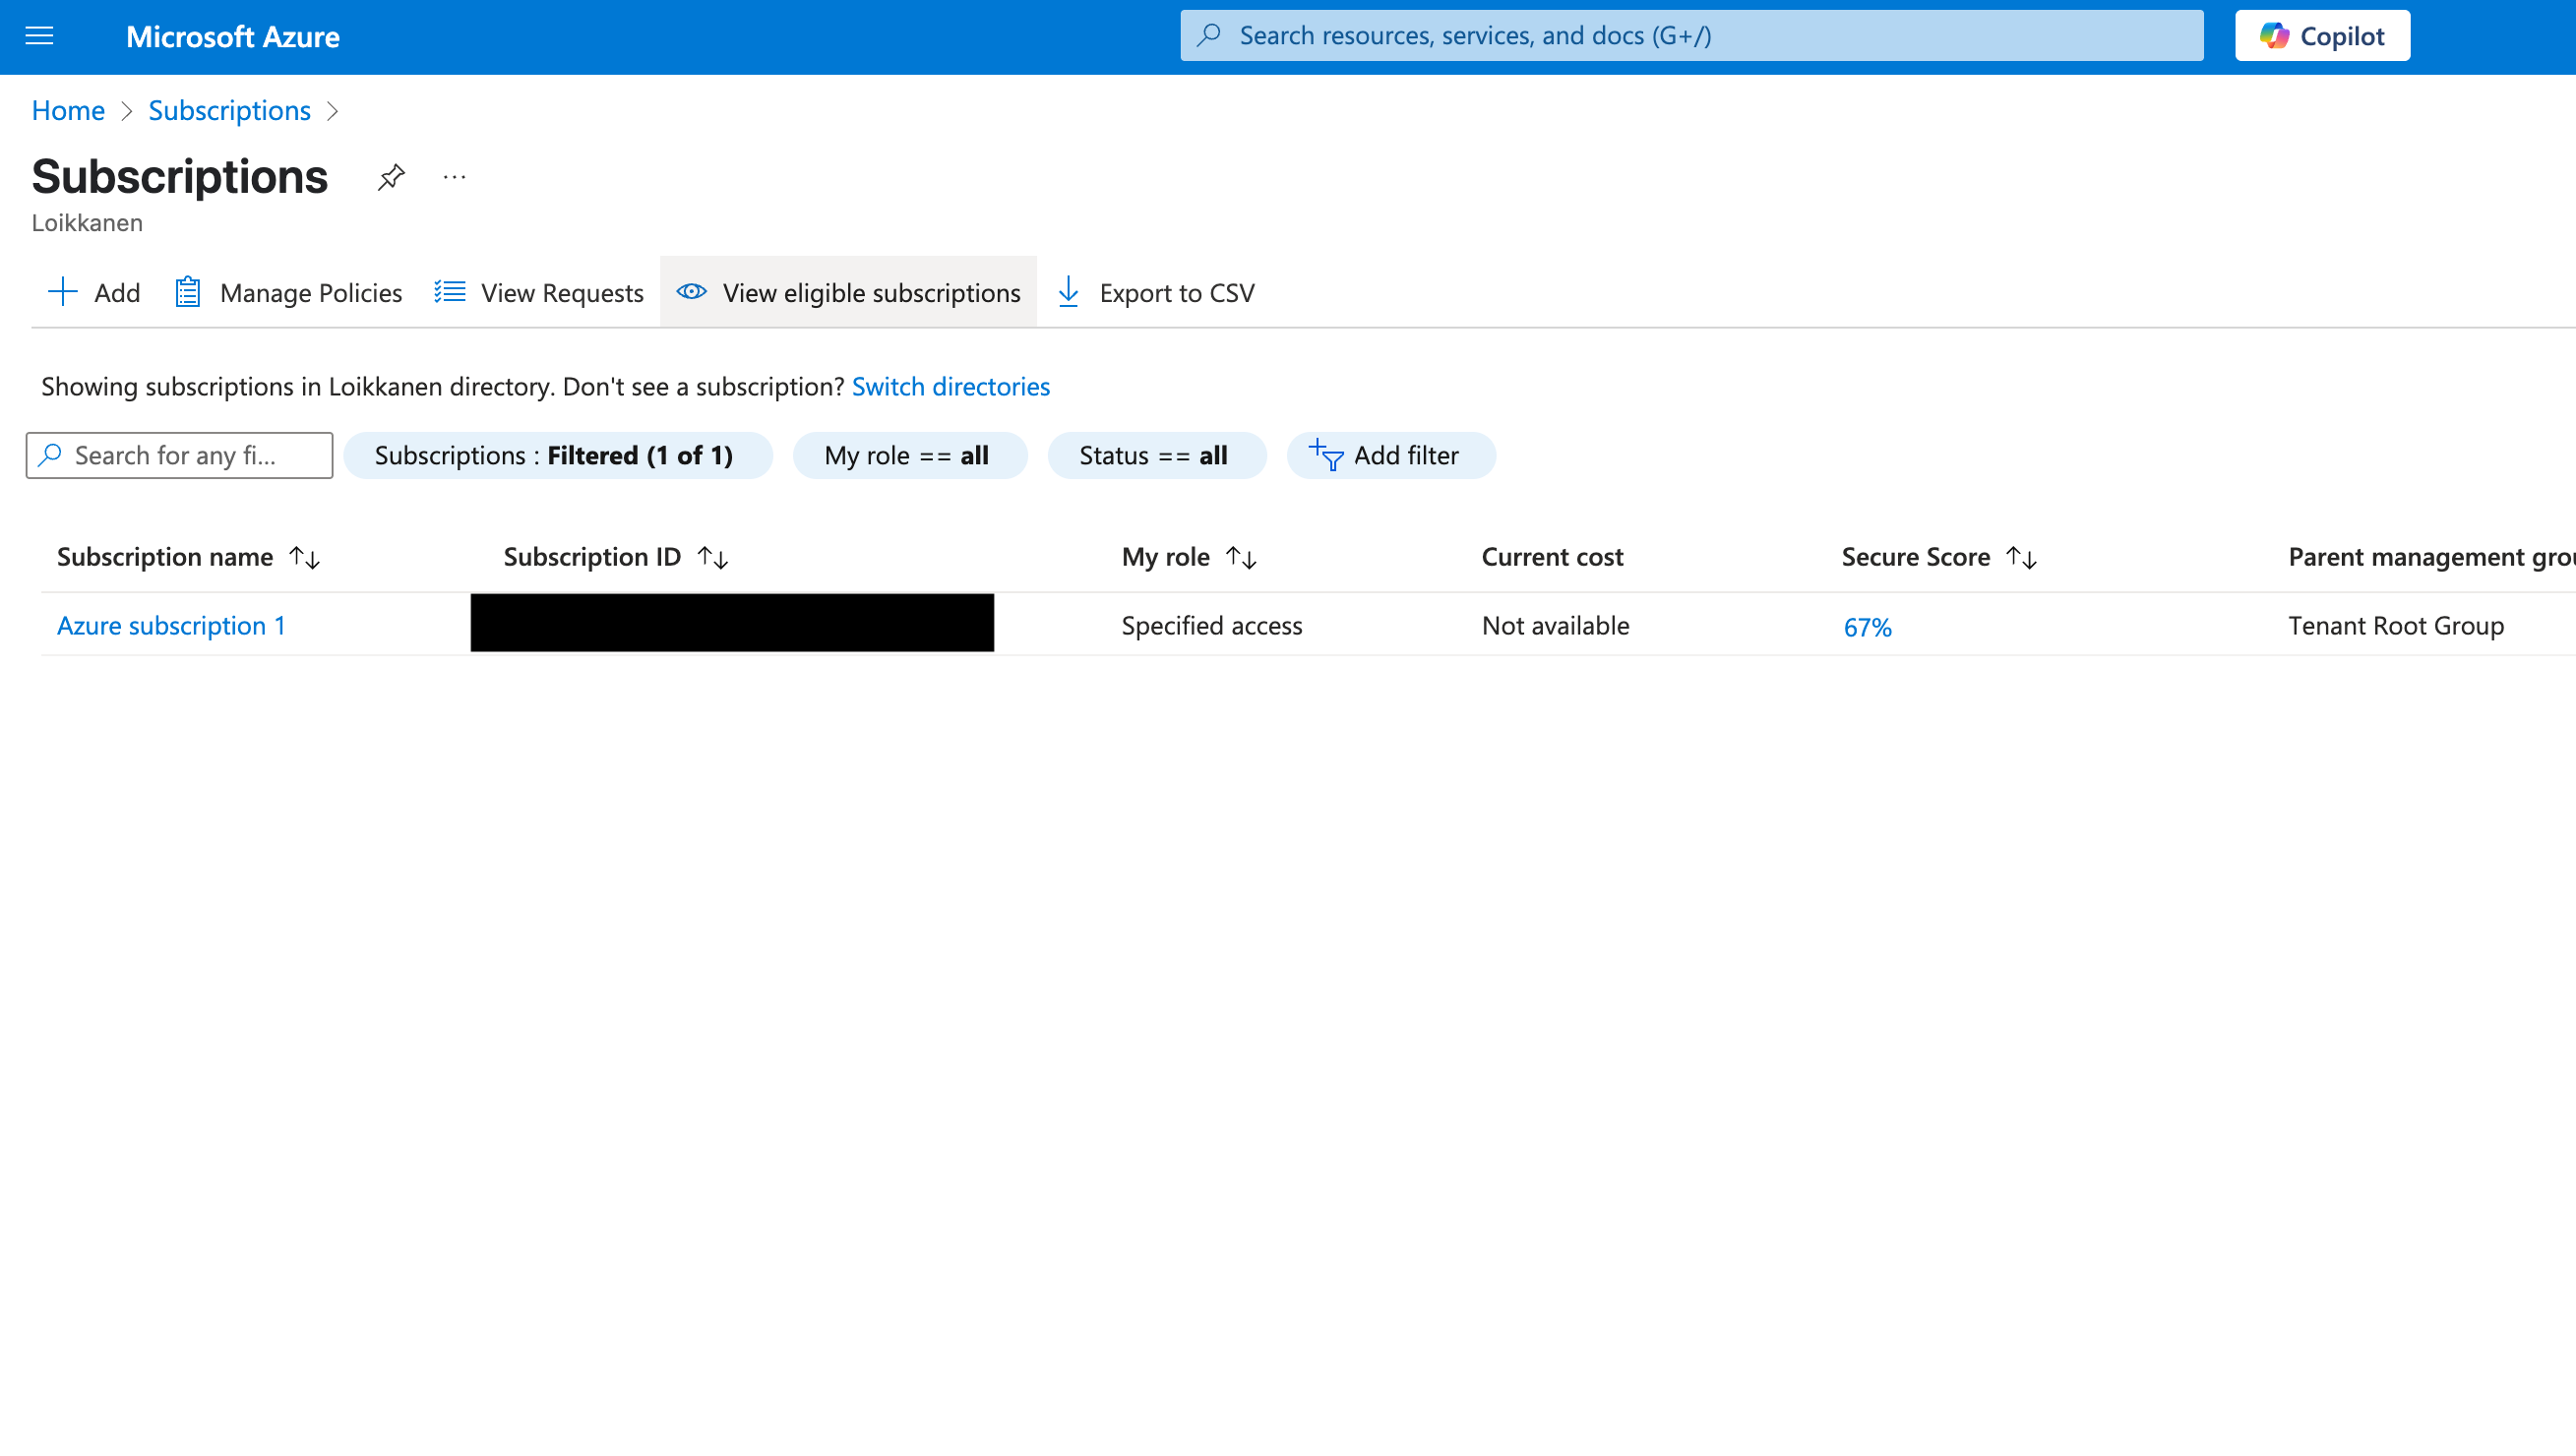 Microsoft Azure
Search resources, services, and docs (G+/)
Copilot
Home > Subscriptions >
Subscriptions
Loikkanen
Add
Manage Policies
View Requests
View eligible subscriptions
Export to CSV
Showing subscriptions in Loikkanen directory. Don't see a subscription? Switch directories
Search for any fi...
Subscriptions : Filtered (1 of 1)
My role == all
Status == all
Add filter
Subscription name
Subscription ID
My role
Current cost
Secure Score
Parent management grou
Azure subscription 1
Specified access
Not available
67%
Tenant Root Group